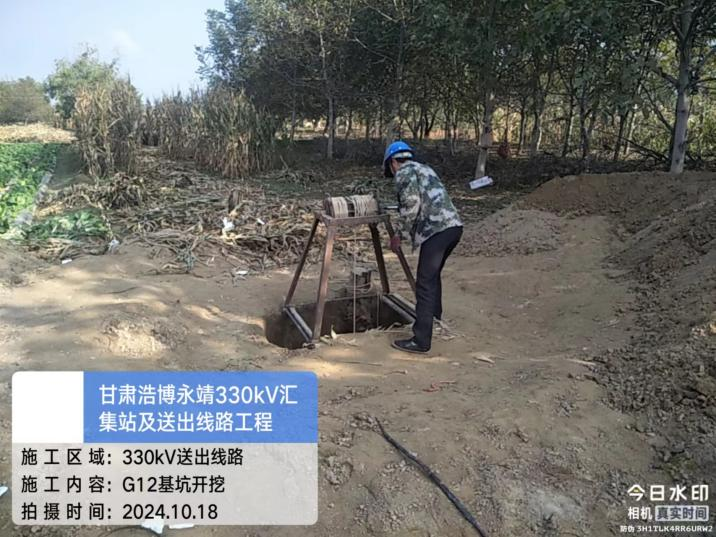 甘肃浩博永靖330kV汇
集站及送出线路工程
施工区域：330kV送出线路
施工内容：G12基坑开挖
拍摄时间：2024.10.18
今日水印
相机 真实时间
防伪 3H1TLK4RR6URW2